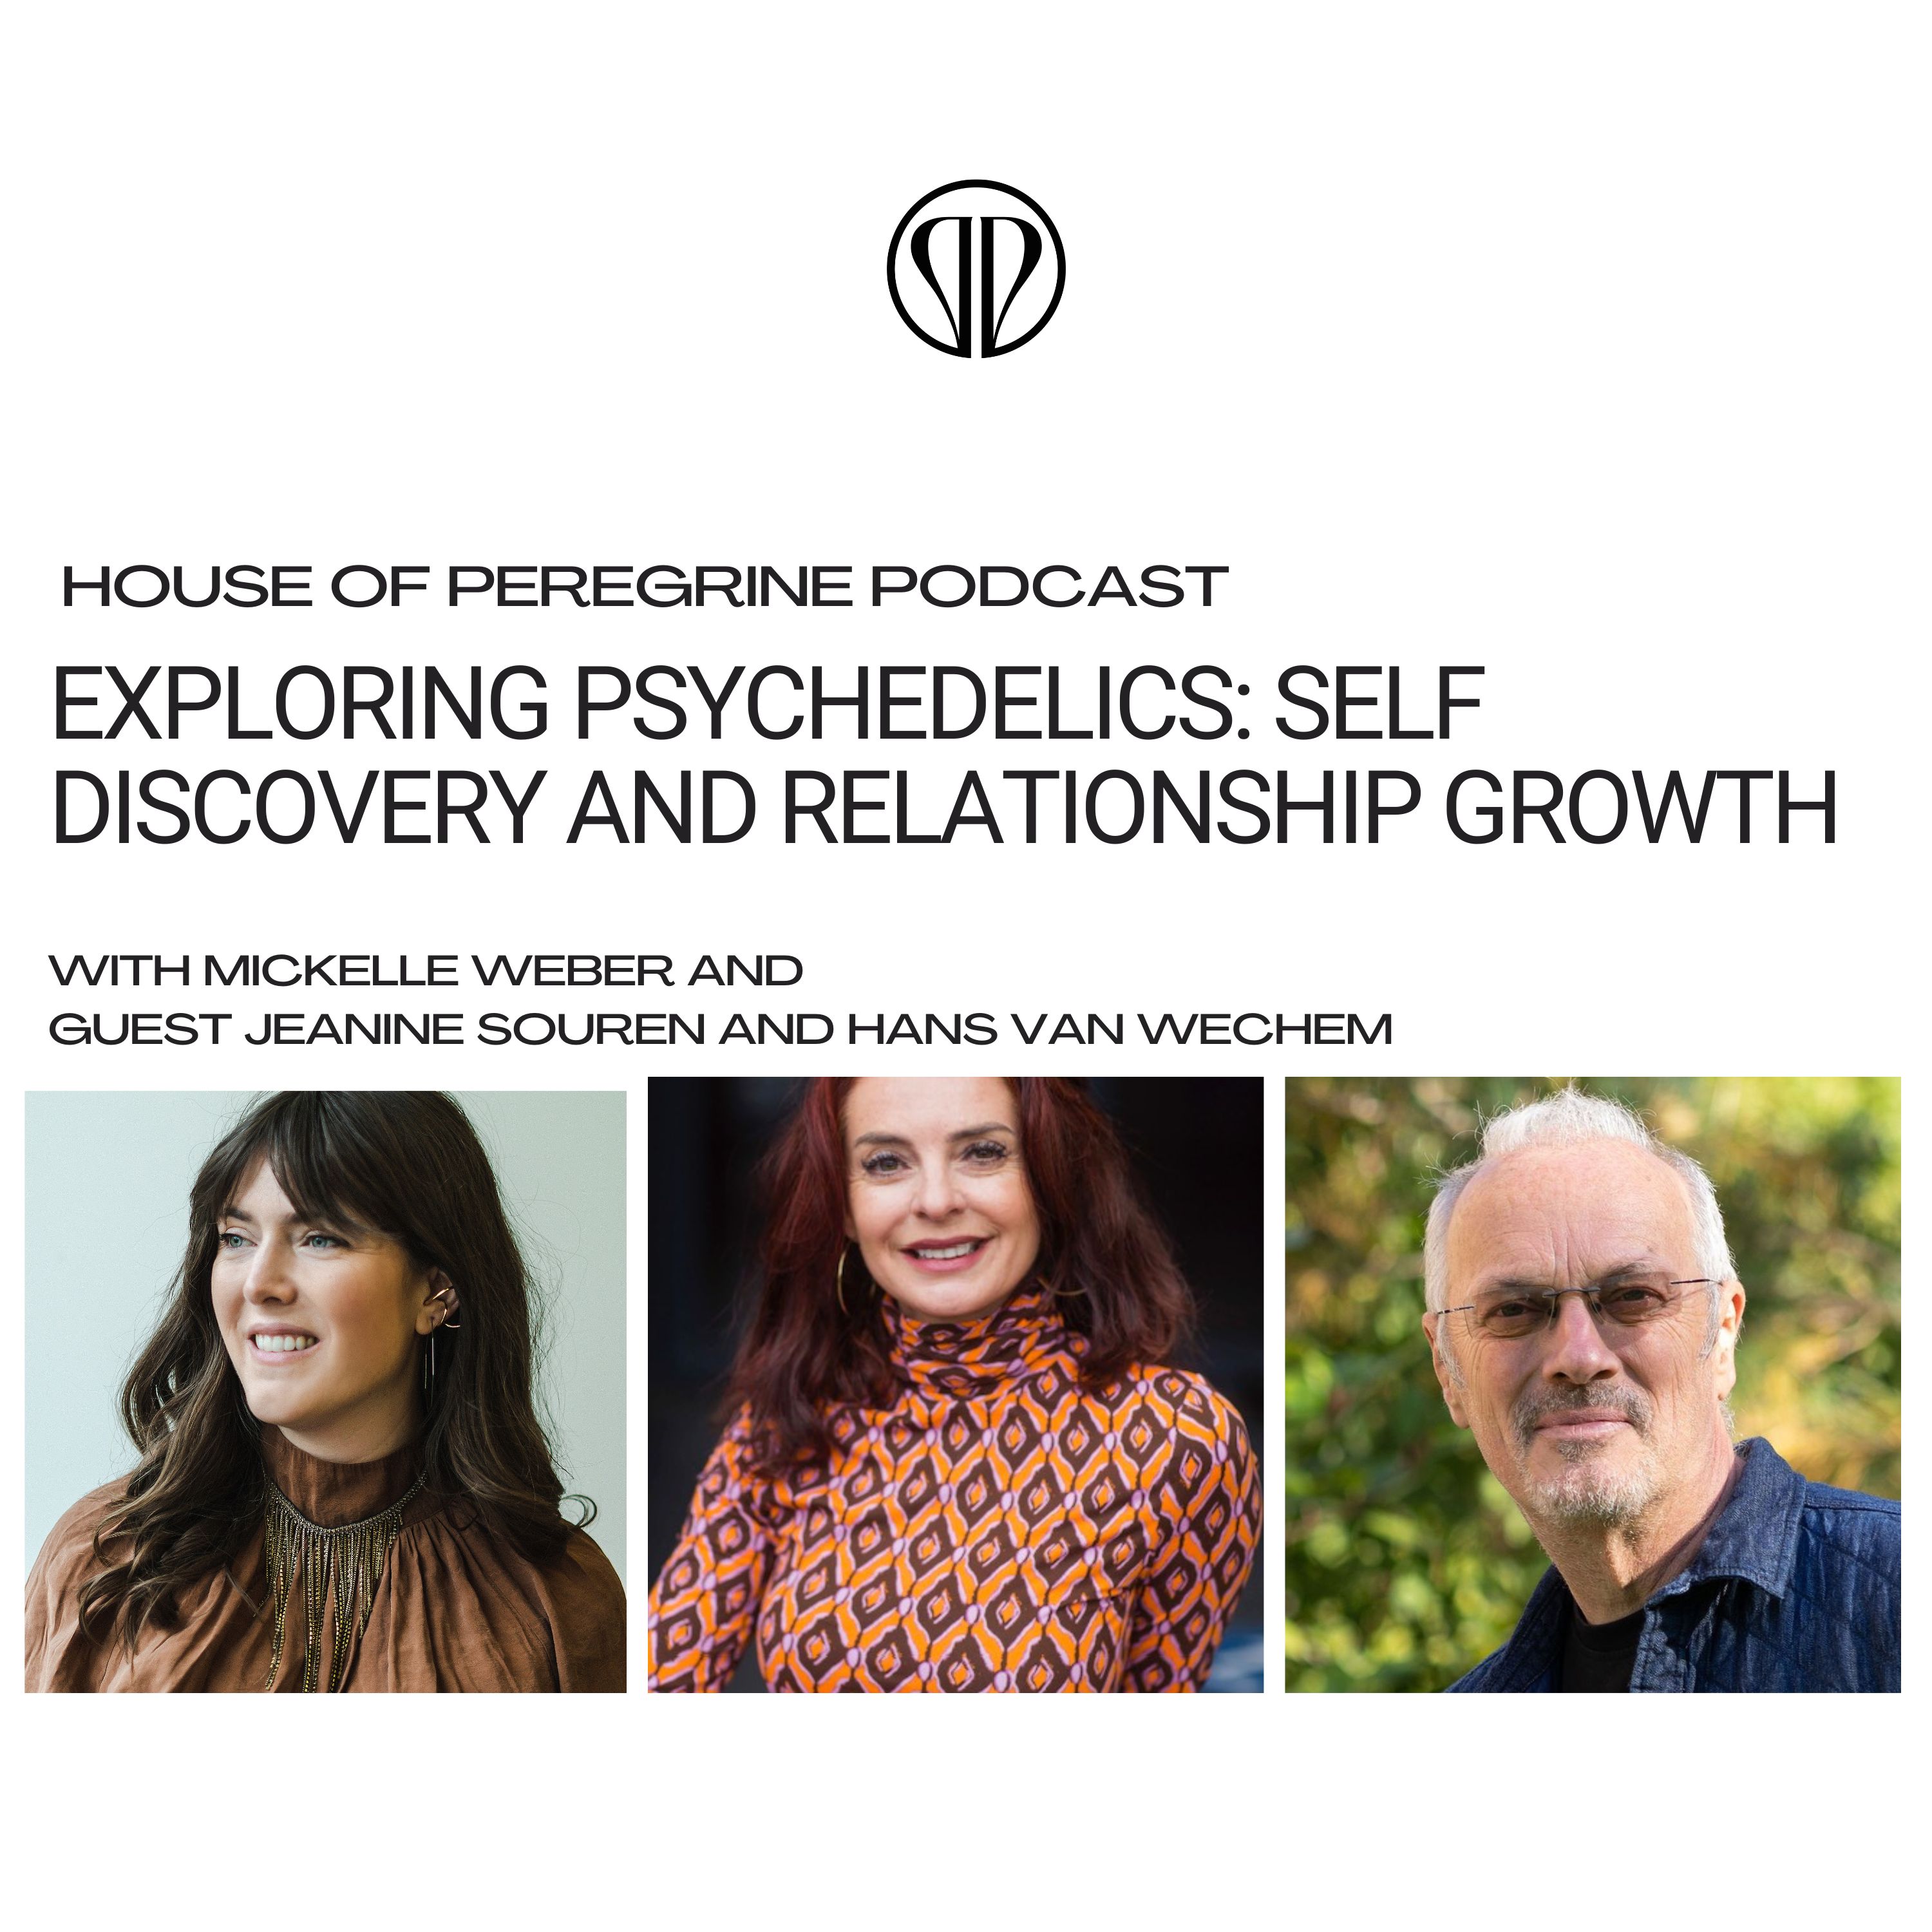 HOUSE OF PEREGRINE PODCAST
EXPLORING PSYCHEDELICS: SELF
DISCOVERY AND RELATIONSHIP GROWTH
WITH MICKELLE WEBER AND
GUEST JEANINE SOUREN AND HANS VAN WECHEM